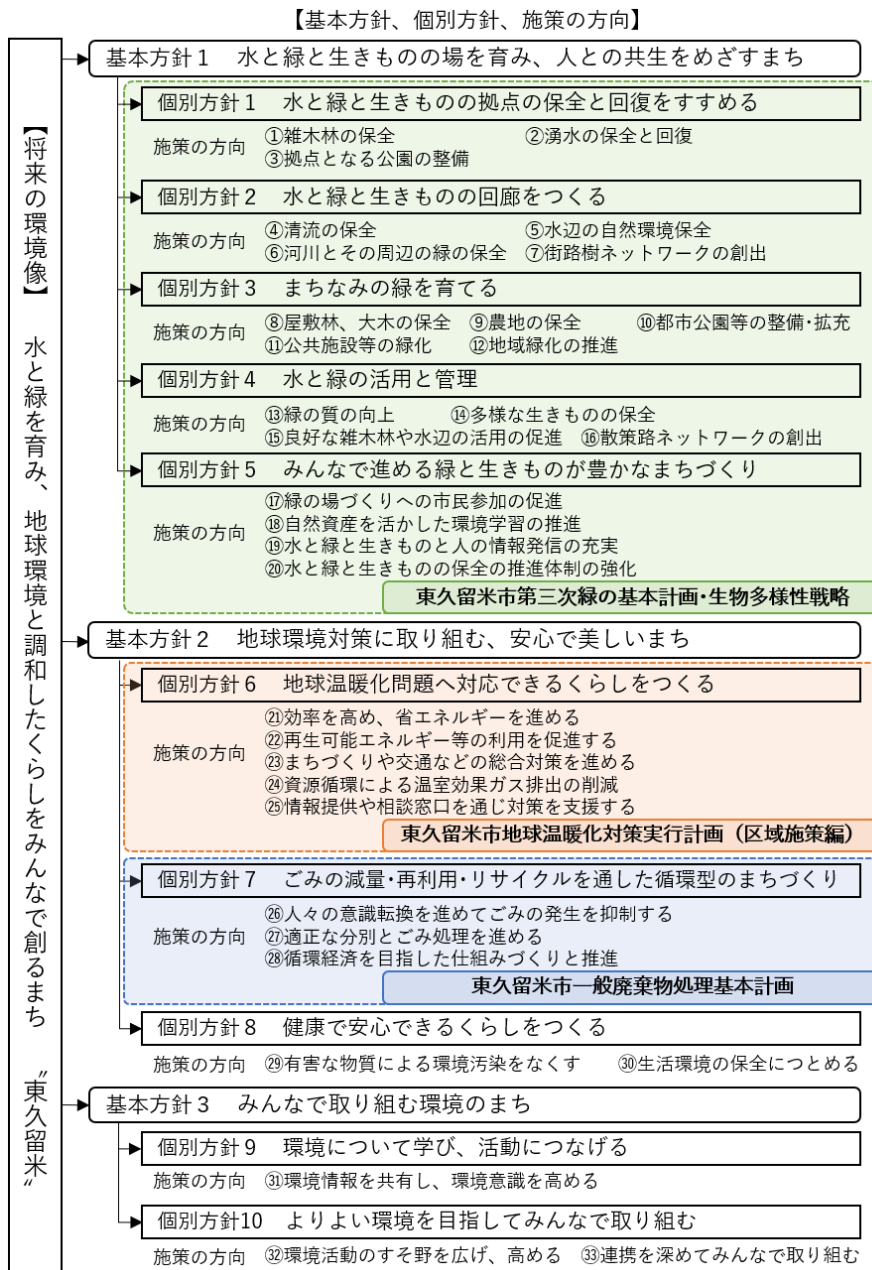 【基本方針、個別方針、施策の方向】
【将来の環境像】 水と緑を育み、地球環境と調和したくらしをみんなで創るまち “東久留米”
基本方針1 水と緑と生きものの場を育み、人との共生をめざすまち
個別方針1 水と緑と生きものの拠点の保全と回復をすすめる
施策の方向
①雑木林の保全 ②湧水の保全と回復
③拠点となる公園の整備
個別方針2 水と緑と生きものの回廊をつくる
施策の方向
④清流の保全 ⑤水辺の自然環境保全
⑥河川とその周辺の緑の保全 ⑦街路樹ネットワークの創出
個別方針3 まちなみの緑を育てる
施策の方向
⑧屋敷林、大木の保全 ⑨農地の保全 ⑩都市公園等の整備・拡充
⑪公共施設等の緑化 ⑫地域緑化の推進
個別方針4 水と緑の活用と管理
施策の方向
⑬緑の質の向上 ⑭多様な生きものの保全
⑮良好な雑木林や水辺の活用の促進 ⑯散策路ネットワークの創出
個別方針5 みんなで進める緑と生きものが豊かなまちづくり
施策の方向
⑰緑の場づくりへの市民参加の促進
⑱自然資産を活かした環境学習の推進
⑲水と緑と生きものと人の情報発信の充実
⑳水と緑と生きものの保全の推進体制の強化
東久留米市第三次緑の基本計画・生物多様性戦略
基本方針2 地球環境対策に取り組む、安心で美しいまち
個別方針6 地球温暖化問題へ対応できるくらしをつくる
施策の方向
㉑効率を高め、省エネルギーを進める
㉒再生可能エネルギー等の利用を促進する
㉓まちづくりや交通などの総合対策を進める
㉔資源循環による温室効果ガス排出の削減
㉕情報提供や相談窓口を通じ対策を支援する
東久留米市地球温暖化対策実行計画（区域施策編）
個別方針7 ごみの減量・再利用・リサイクルを通した循環型のまちづくり
施策の方向
㉖人々の意識転換を進めてごみの発生を抑制する
㉗適正な分別とごみ処理を進める
㉘循環経済を目指した仕組みづくりと推進
東久留米市一般廃棄物処理基本計画
個別方針8 健康で安心できるくらしをつくる
施策の方向 ㉙有害な物質による環境汚染をなくす ㉚生活環境の保全につとめる
基本方針3 みんなで取り組む環境のまち
個別方針9 環境について学び、活動につなげる
施策の方向 ㉛環境情報を共有し、環境意識を高める
個別方針10 よりよい環境を目指してみんなで取り組む
施策の方向 ㉜環境活動のすそ野を広げ、高める ㉝連携を深めてみんなで取り組む